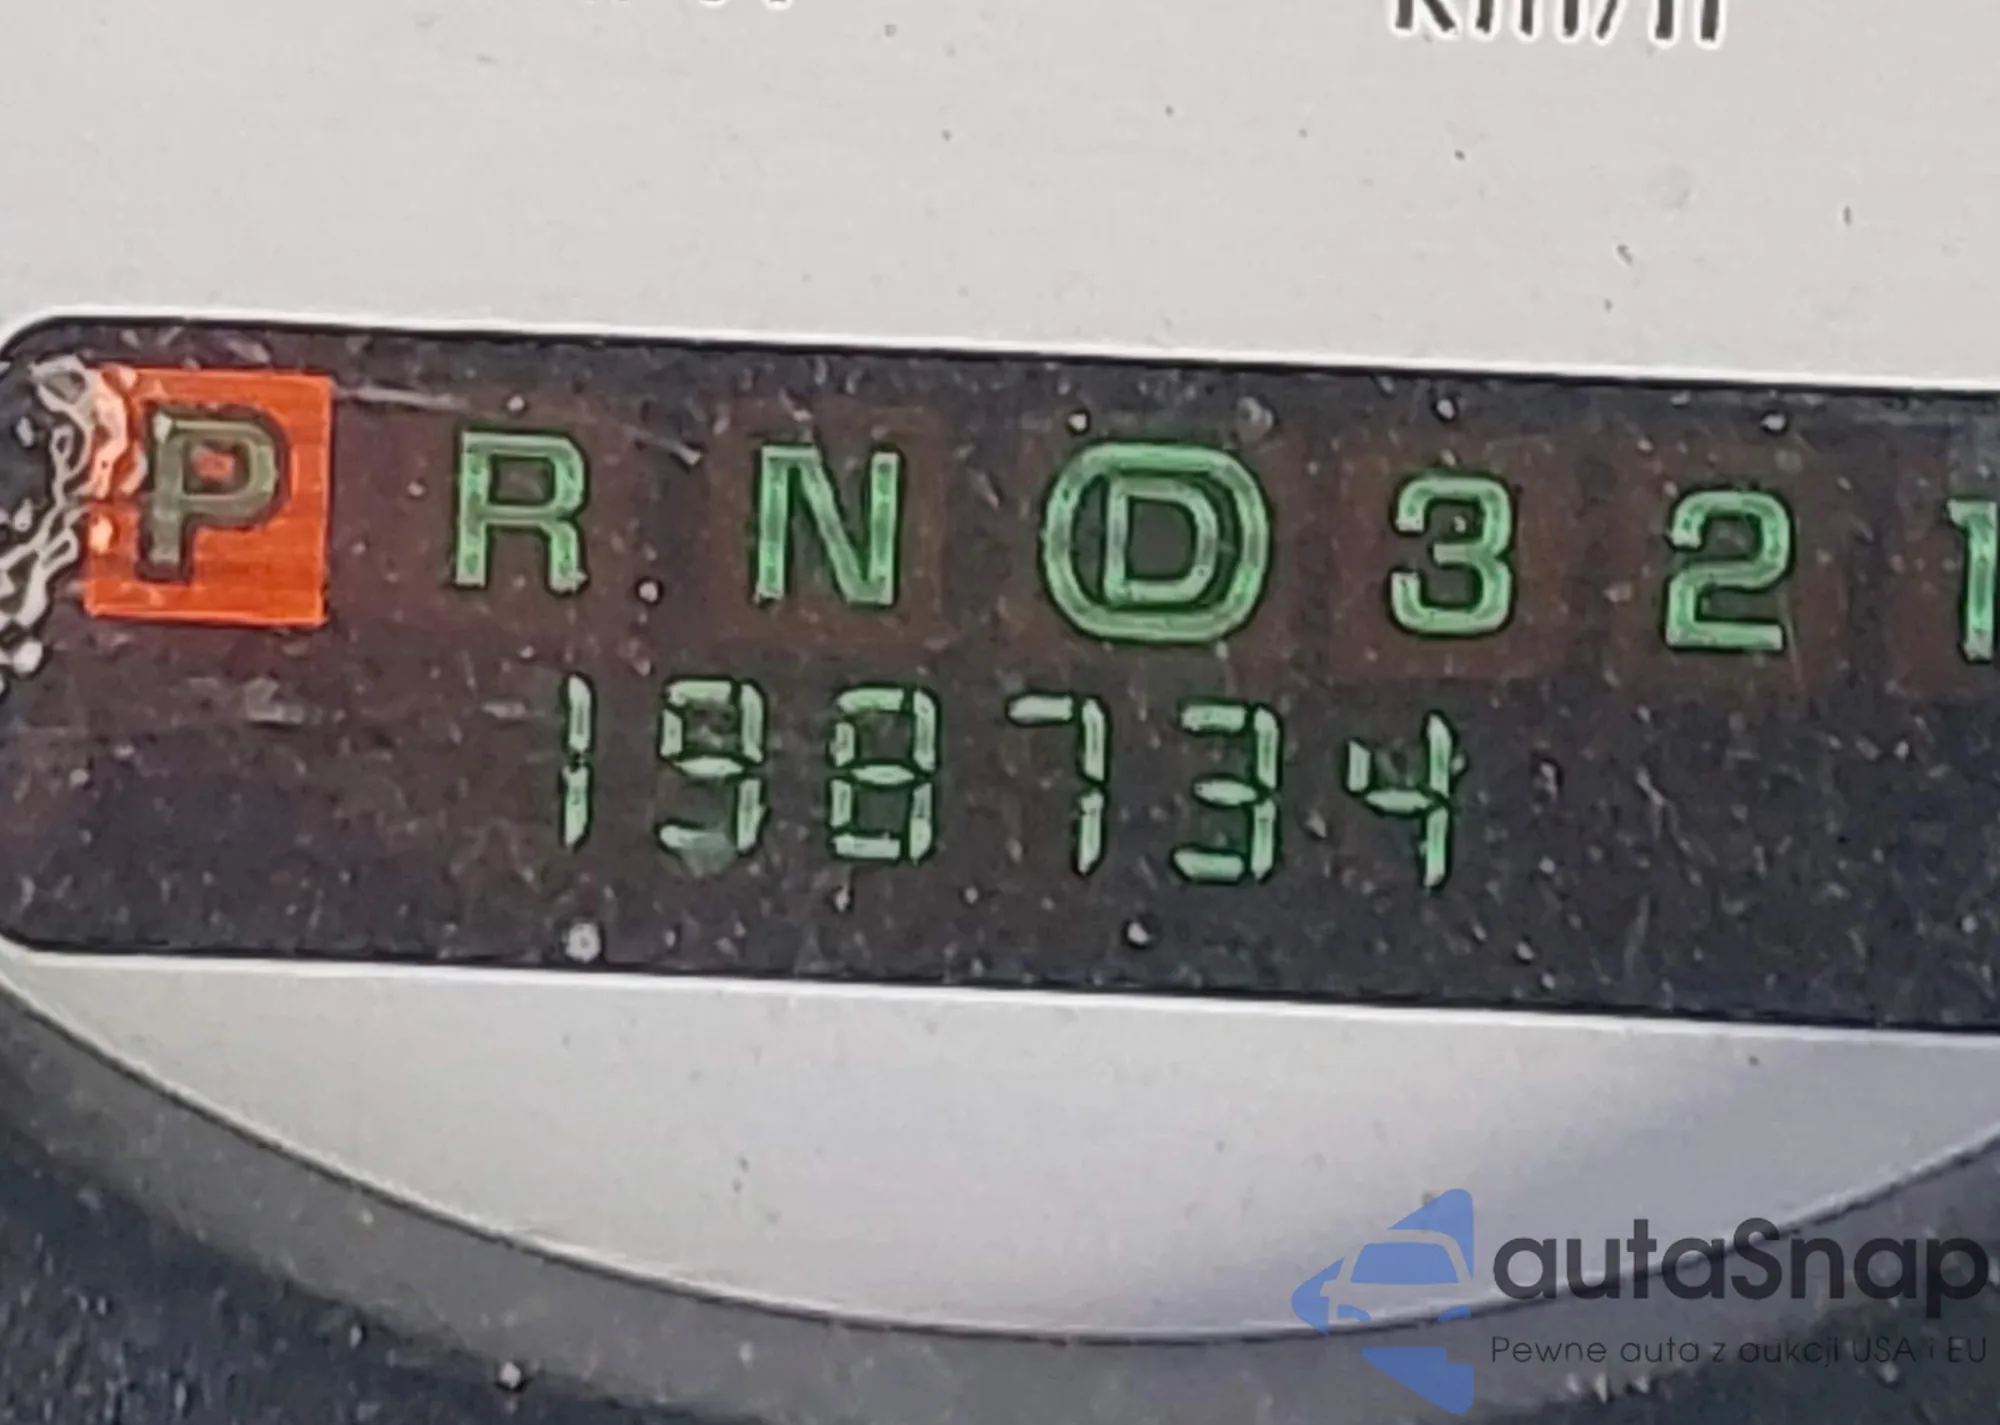 km/h
P R N D 3 2 1
198734
autaSnap
Pewne auta z aukcji USA i EU